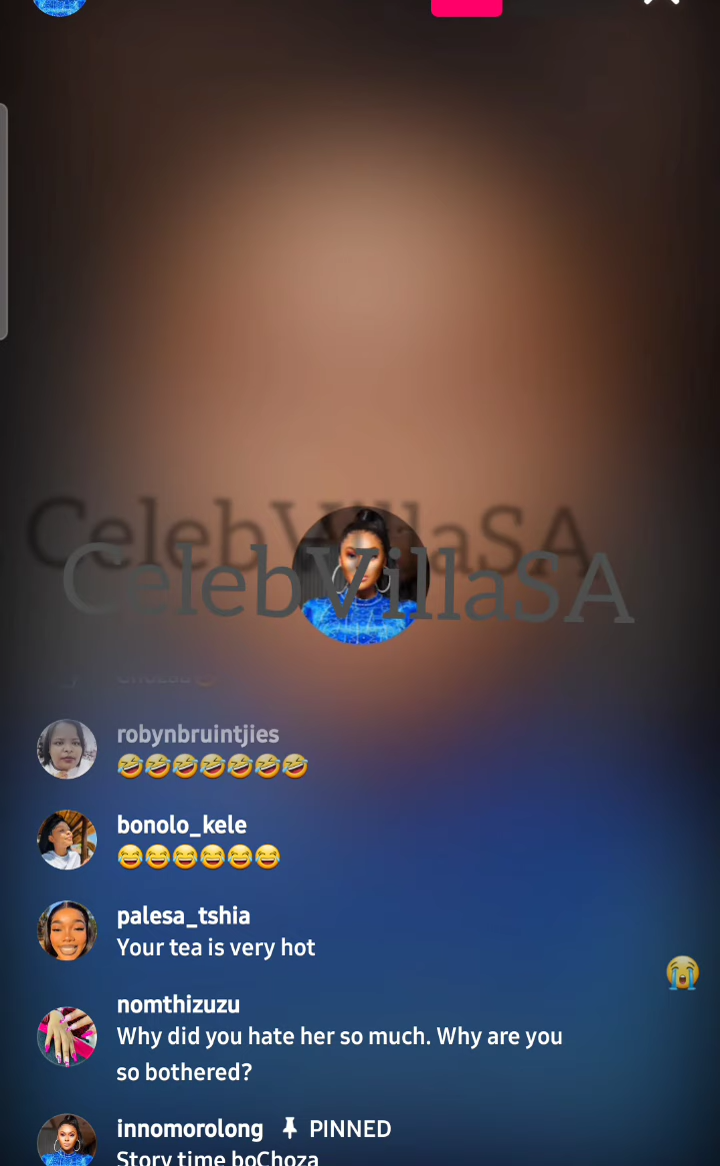 CelebVillaSA
CelebVillaSA
robynbruintjies
🤣🤣🤣🤣🤣🤣🤣
bonolo_kele
😂😂😂😂😂😂
palesa_tshia
Your tea is very hot
nomthizuzu
Why did you hate her so much. Why are you
so bothered?
innomorolong PINNED
Story time boChoza